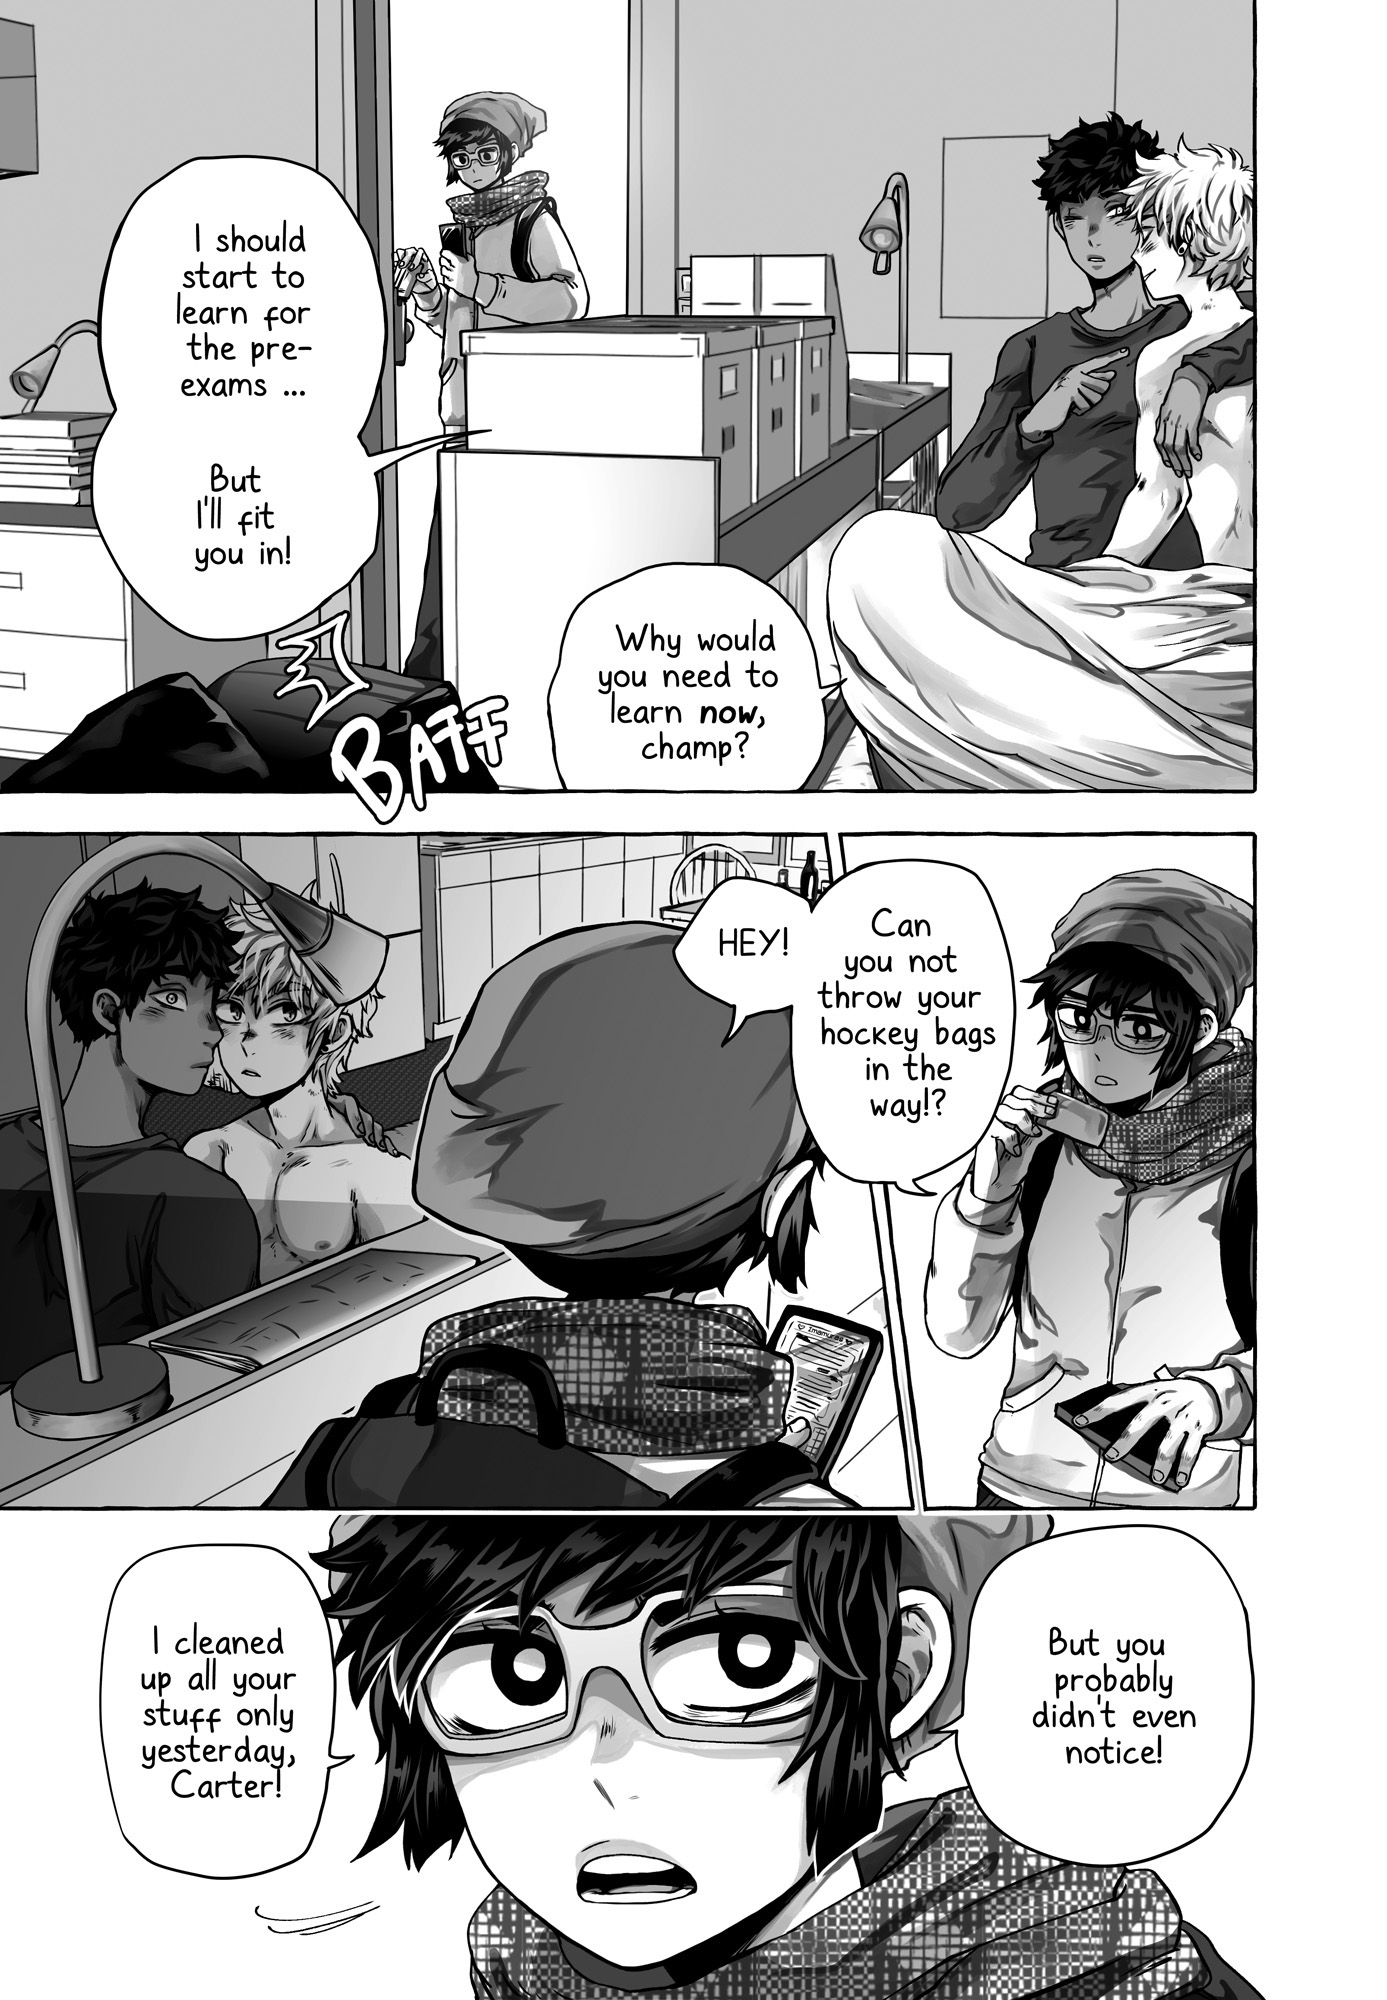 I should
start to
learn for
the pre-
exams ...
But
I'll fit
you in!
Why would
you need to
learn now,
champ?
BAFF
HEY!
Can
you not
throw your
hockey bags
in the
way!?
♡ Imamuras ♡
I cleaned
up all your
stuff only
yesterday,
Carter!
But you
probably
didn't even
notice!